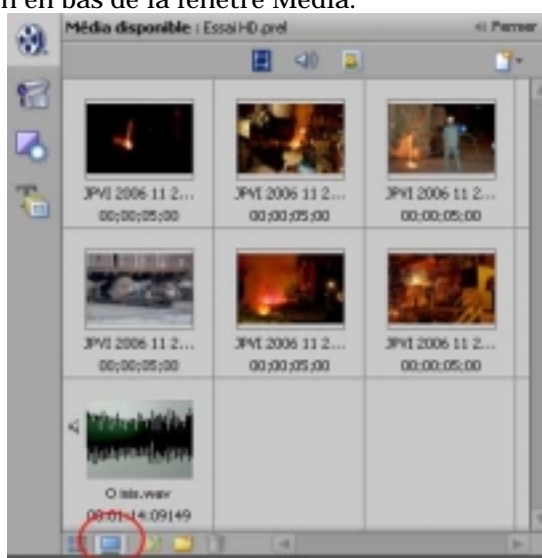 n en bas de la fenêtre Média.
Média disponible : Essai HD.prel
Fermer
JPVI 2006 11 2... JPVI 2006 11 2... JPVI 2006 11 2...
00;00;05;00 00;00;05;00 00;00;05;00
JPVI 2006 11 2... JPVI 2006 11 2... JPVI 2006 11 2...
00;00;05;00 00;00;05;00 00;00;05;00
O isis.wav
00:01:14:09149